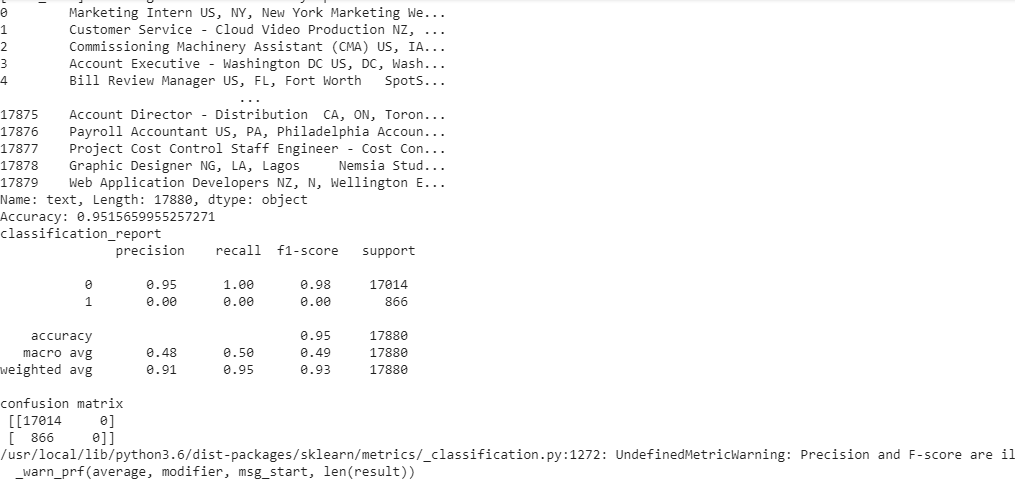 0 Marketing Intern US, NY, New York Marketing We...
1 Customer Service - Cloud Video Production NZ, ...
2 Commissioning Machinery Assistant (CMA) US, IA...
3 Account Executive - Washington DC US, DC, Wash...
4 Bill Review Manager US, FL, Fort Worth SpotS...
...
17875 Account Director - Distribution CA, ON, Toron...
17876 Payroll Accountant US, PA, Philadelphia Accoun...
17877 Project Cost Control Staff Engineer - Cost Con...
17878 Graphic Designer NG, LA, Lagos Nemsia Stud...
17879 Web Application Developers NZ, N, Wellington E...
Name: text, Length: 17880, dtype: object
Accuracy: 0.9515659955257271
classification_report
precision recall f1-score support
0 0.95 1.00 0.98 17014
1 0.00 0.00 0.00 866
accuracy 0.95 17880
macro avg 0.48 0.50 0.49 17880
weighted avg 0.91 0.95 0.93 17880
confusion matrix
[[17014 0]
[ 866 0]]
/usr/local/lib/python3.6/dist-packages/sklearn/metrics/_classification.py:1272: UndefinedMetricWarning: Precision and F-score are il
_warn_prf(average, modifier, msg_start, len(result))